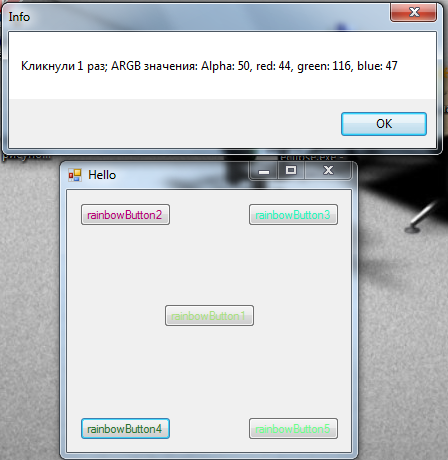 Info
Кликнули 1 раз; ARGB значения: Alpha: 50, red: 44, green: 116, blue: 47
OK
Hello
rainbowButton2
rainbowButton3
rainbowButton1
rainbowButton4
rainbowButton5